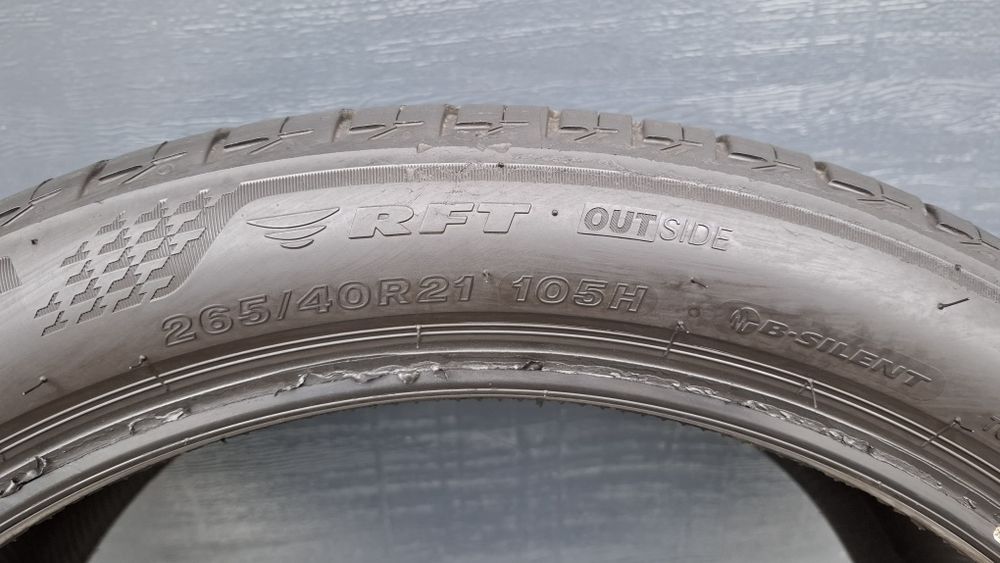 RFT OUTSIDE
265/40R21 105H B·SILENT